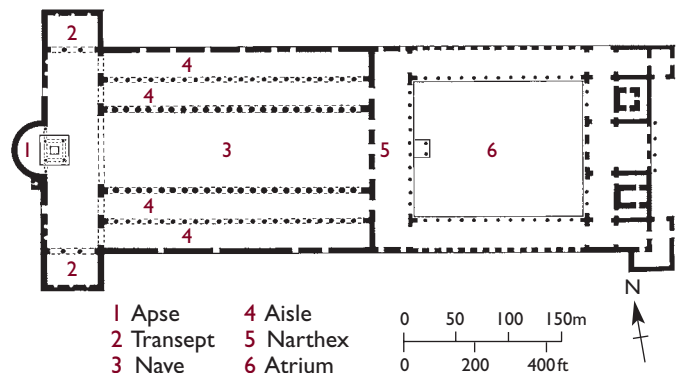 2
4
4
1
3
5
6
4
4
2
N
1 Apse
2 Transept
3 Nave
4 Aisle
5 Narthex
6 Atrium
0 50 100 150m
0 200 400ft